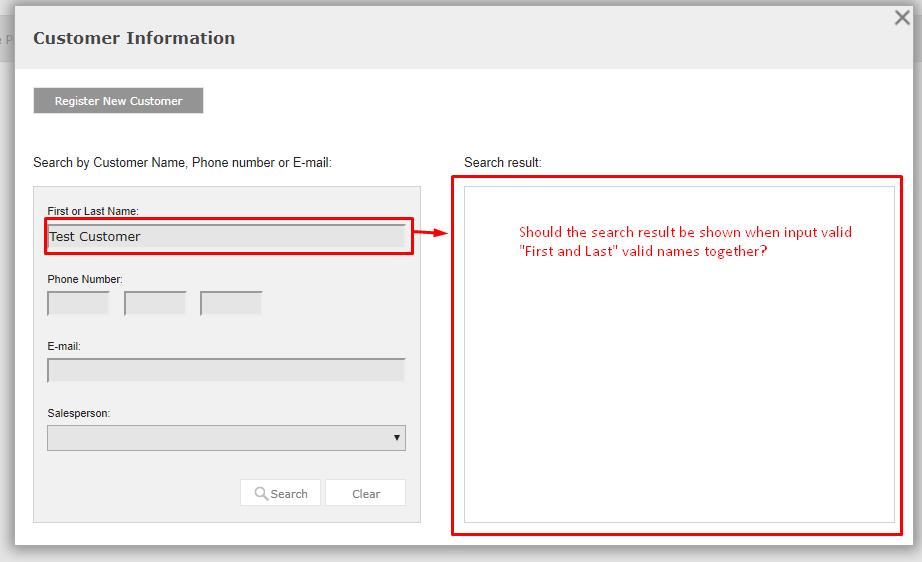 Customer Information
Register New Customer
Search by Customer Name, Phone number or E-mail:
Search result:
First or Last Name:
Test Customer
Should the search result be shown when input valid
"First and Last" valid names together?
Phone Number:
E-mail:
Salesperson:
Search
Clear